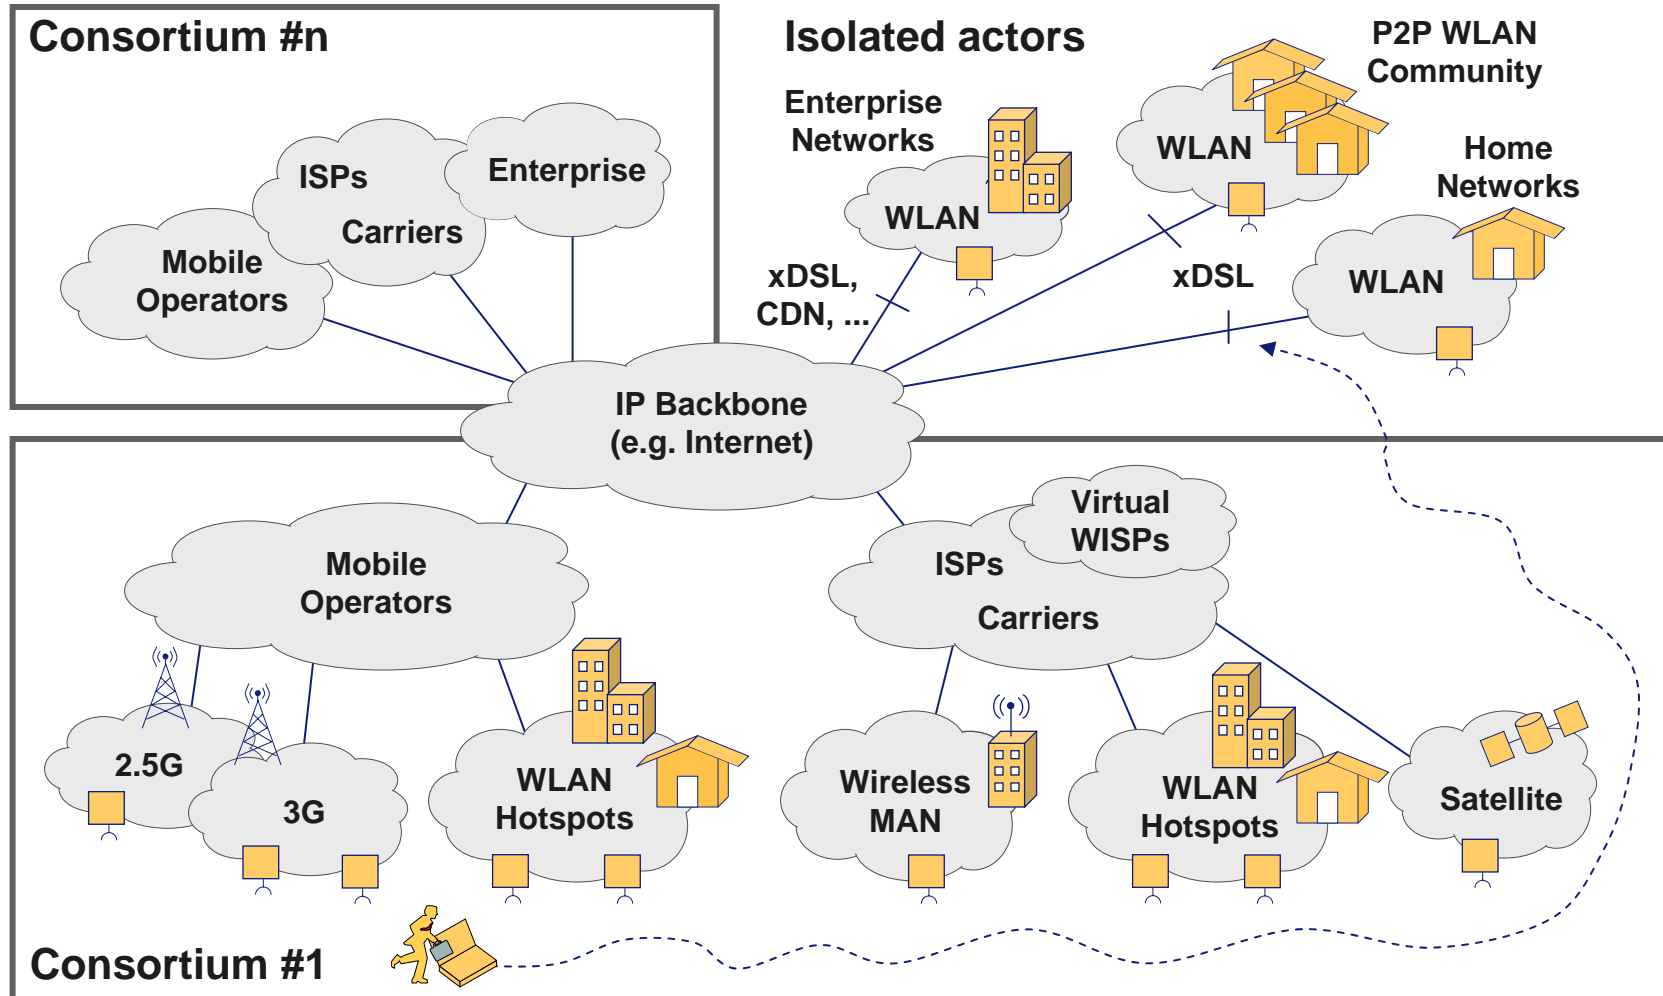 Consortium #n
ISPs
Carriers
Enterprise
Mobile
Operators
Isolated actors
Enterprise
Networks
WLAN
xDSL,
CDN, ...
P2P WLAN
Community
WLAN
Home
Networks
WLAN
xDSL
IP Backbone
(e.g. Internet)
Mobile
Operators
Virtual
WISPs
ISPs
Carriers
2.5G
3G
WLAN
Hotspots
Wireless
MAN
WLAN
Hotspots
Satellite
Consortium #1